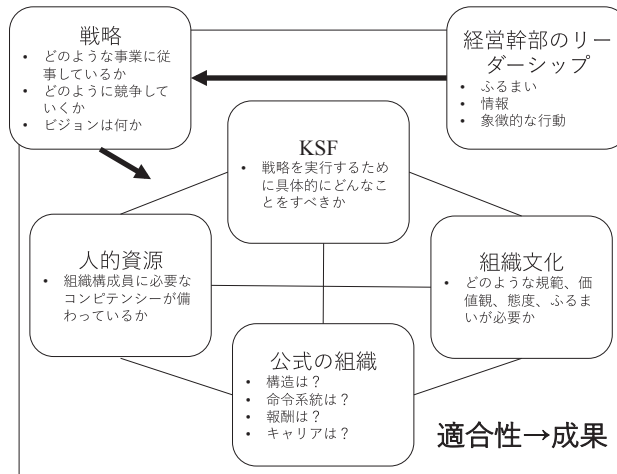 戦略
• どのような事業に従
事しているか
• どのように競争して
いくか
• ビジョンは何か
経営幹部のリー
ダーシップ
• ふるまい
• 情報
• 象徴的な行動
KSF
• 戦略を実行するため
に具体的にどんなこ
とをすべきか
人的資源
• 組織構成員に必要な
コンピテンシーが備
わっているか
組織文化
• どのような規範、価
値観、態度、ふるま
いが必要か
公式の組織
• 構造は?
• 命令系統は?
• 報酬は?
• キャリアは?
適合性→成果